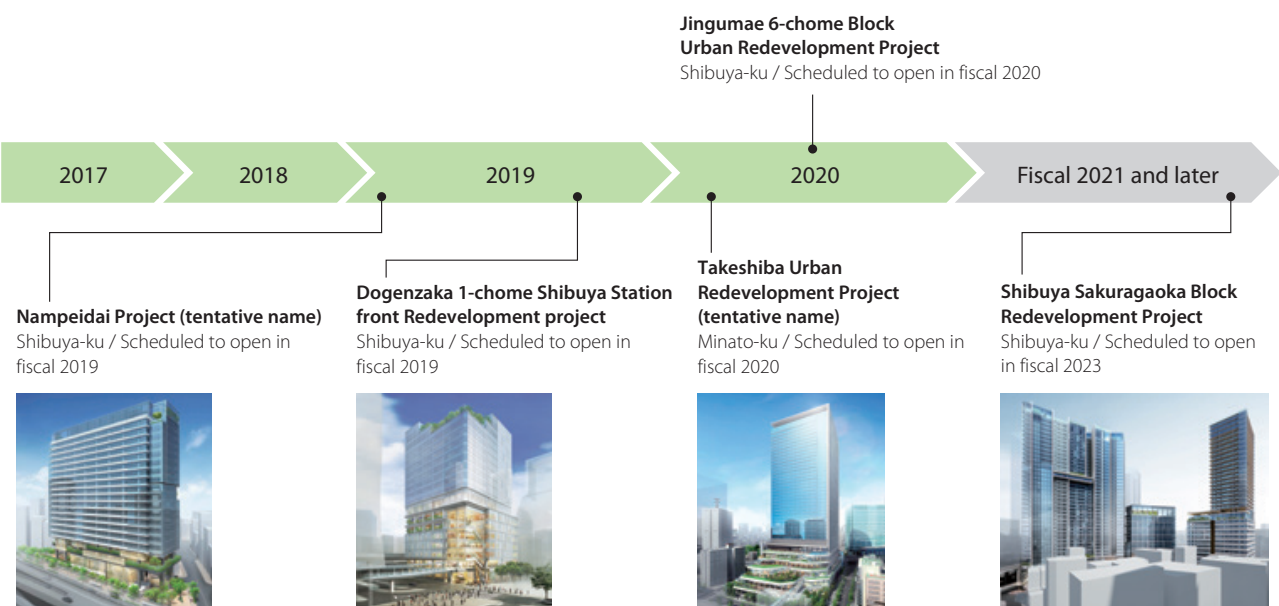 Jingumae 6-chome Block
Urban Redevelopment Project
Shibuya-ku / Scheduled to open in fiscal 2020
2017
2018
2019
2020
Fiscal 2021 and later
Nampeidai Project (tentative name)
Shibuya-ku / Scheduled to open in
fiscal 2019
Dogenzaka 1-chome Shibuya Station
front Redevelopment project
Shibuya-ku / Scheduled to open in
fiscal 2019
Takeshiba Urban
Redevelopment Project
(tentative name)
Minato-ku / Scheduled to open in
fiscal 2020
Shibuya Sakuragaoka Block
Redevelopment Project
Shibuya-ku / Scheduled to open
in fiscal 2023